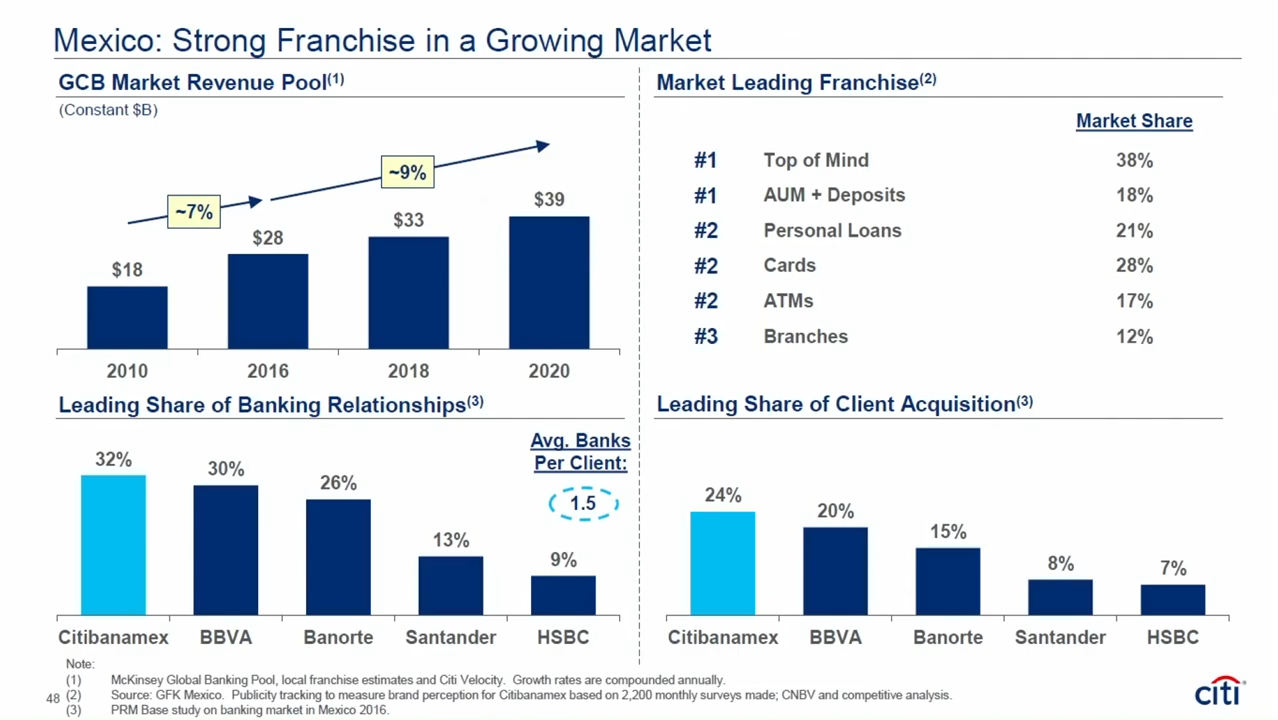 Mexico: Strong Franchise in a Growing Market
GCB Market Revenue Pool(1)
(Constant $B)
~7%
~9%
$18
$28
$33
$39
2010 2016 2018 2020
Market Leading Franchise(2)
Market Share
#1 Top of Mind 38%
#1 AUM + Deposits 18%
#2 Personal Loans 21%
#2 Cards 28%
#2 ATMs 17%
#3 Branches 12%
Leading Share of Banking Relationships(3)
Avg. Banks
Per Client:
1.5
32%
30%
26%
13%
9%
Citibanamex BBVA Banorte Santander HSBC
Leading Share of Client Acquisition(3)
24%
20%
15%
8%
7%
Citibanamex BBVA Banorte Santander HSBC
Note:
(1) McKinsey Global Banking Pool, local franchise estimates and Citi Velocity. Growth rates are compounded annually.
(2) Source: GFK Mexico. Publicity tracking to measure brand perception for Citibanamex based on 2,200 monthly surveys made; CNBV and competitive analysis.
(3) PRM Base study on banking market in Mexico 2016.
48
citi®